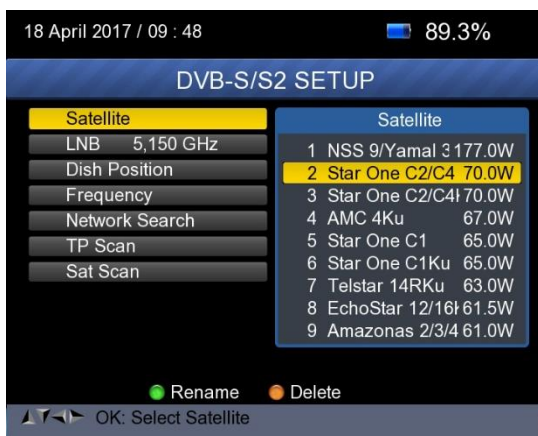 18 April 2017 / 09 : 48
89.3%
DVB-S/S2 SETUP
Satellite
LNB 5,150 GHz
Dish Position
Frequency
Network Search
TP Scan
Sat Scan
Satellite
1 NSS 9/Yamal 3 177.0W
2 Star One C2/C4 70.0W
3 Star One C2/C4 70.0W
4 AMC 4Ku 67.0W
5 Star One C1 65.0W
6 Star One C1Ku 65.0W
7 Telstar 14RKu 63.0W
8 EchoStar 12/16 61.5W
9 Amazonas 2/3/4 61.0W
Rename
Delete
OK: Select Satellite